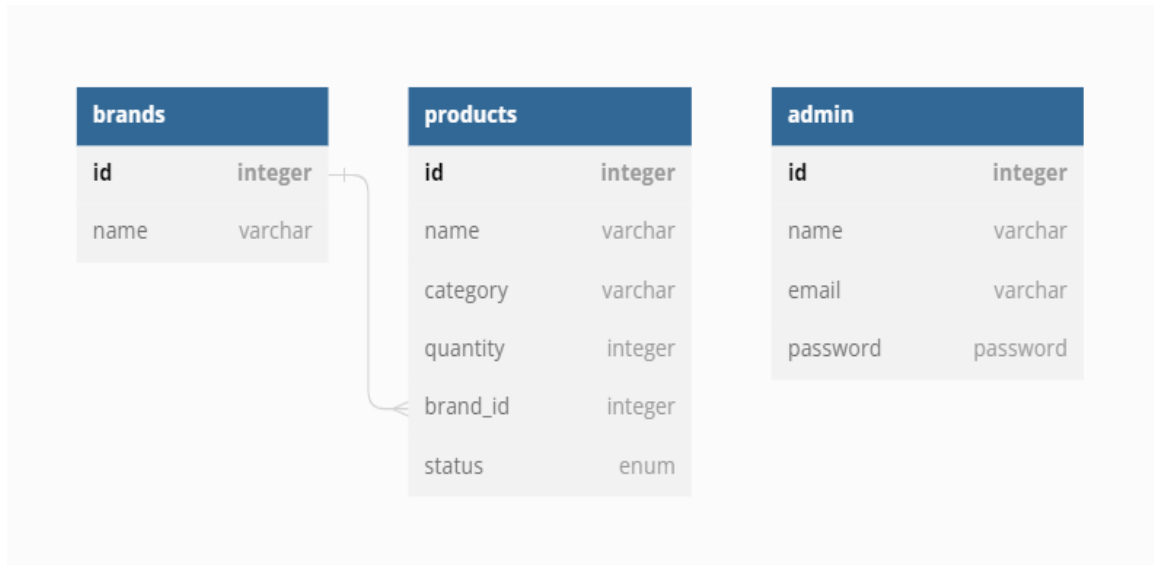 brands
id integer
name varchar
products
id integer
name varchar
category varchar
quantity integer
brand_id integer
status enum
admin
id integer
name varchar
email varchar
password password